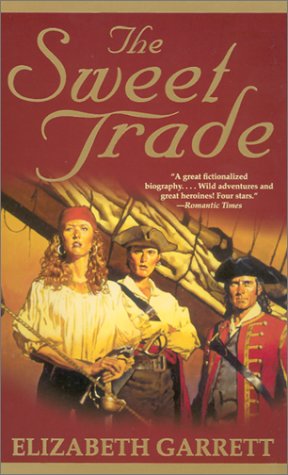 The
Sweet
Trade
"A great fictionalized
biography. . . . Wild adventures and
great heroines! Four stars."
—Romantic Times
ELIZABETH GARRETT